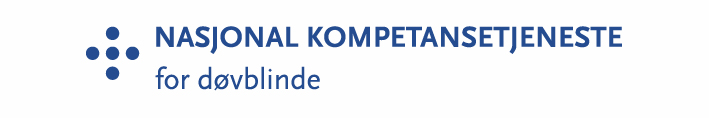 NASJONAL KOMPETANSETJENESTE
for døvblinde